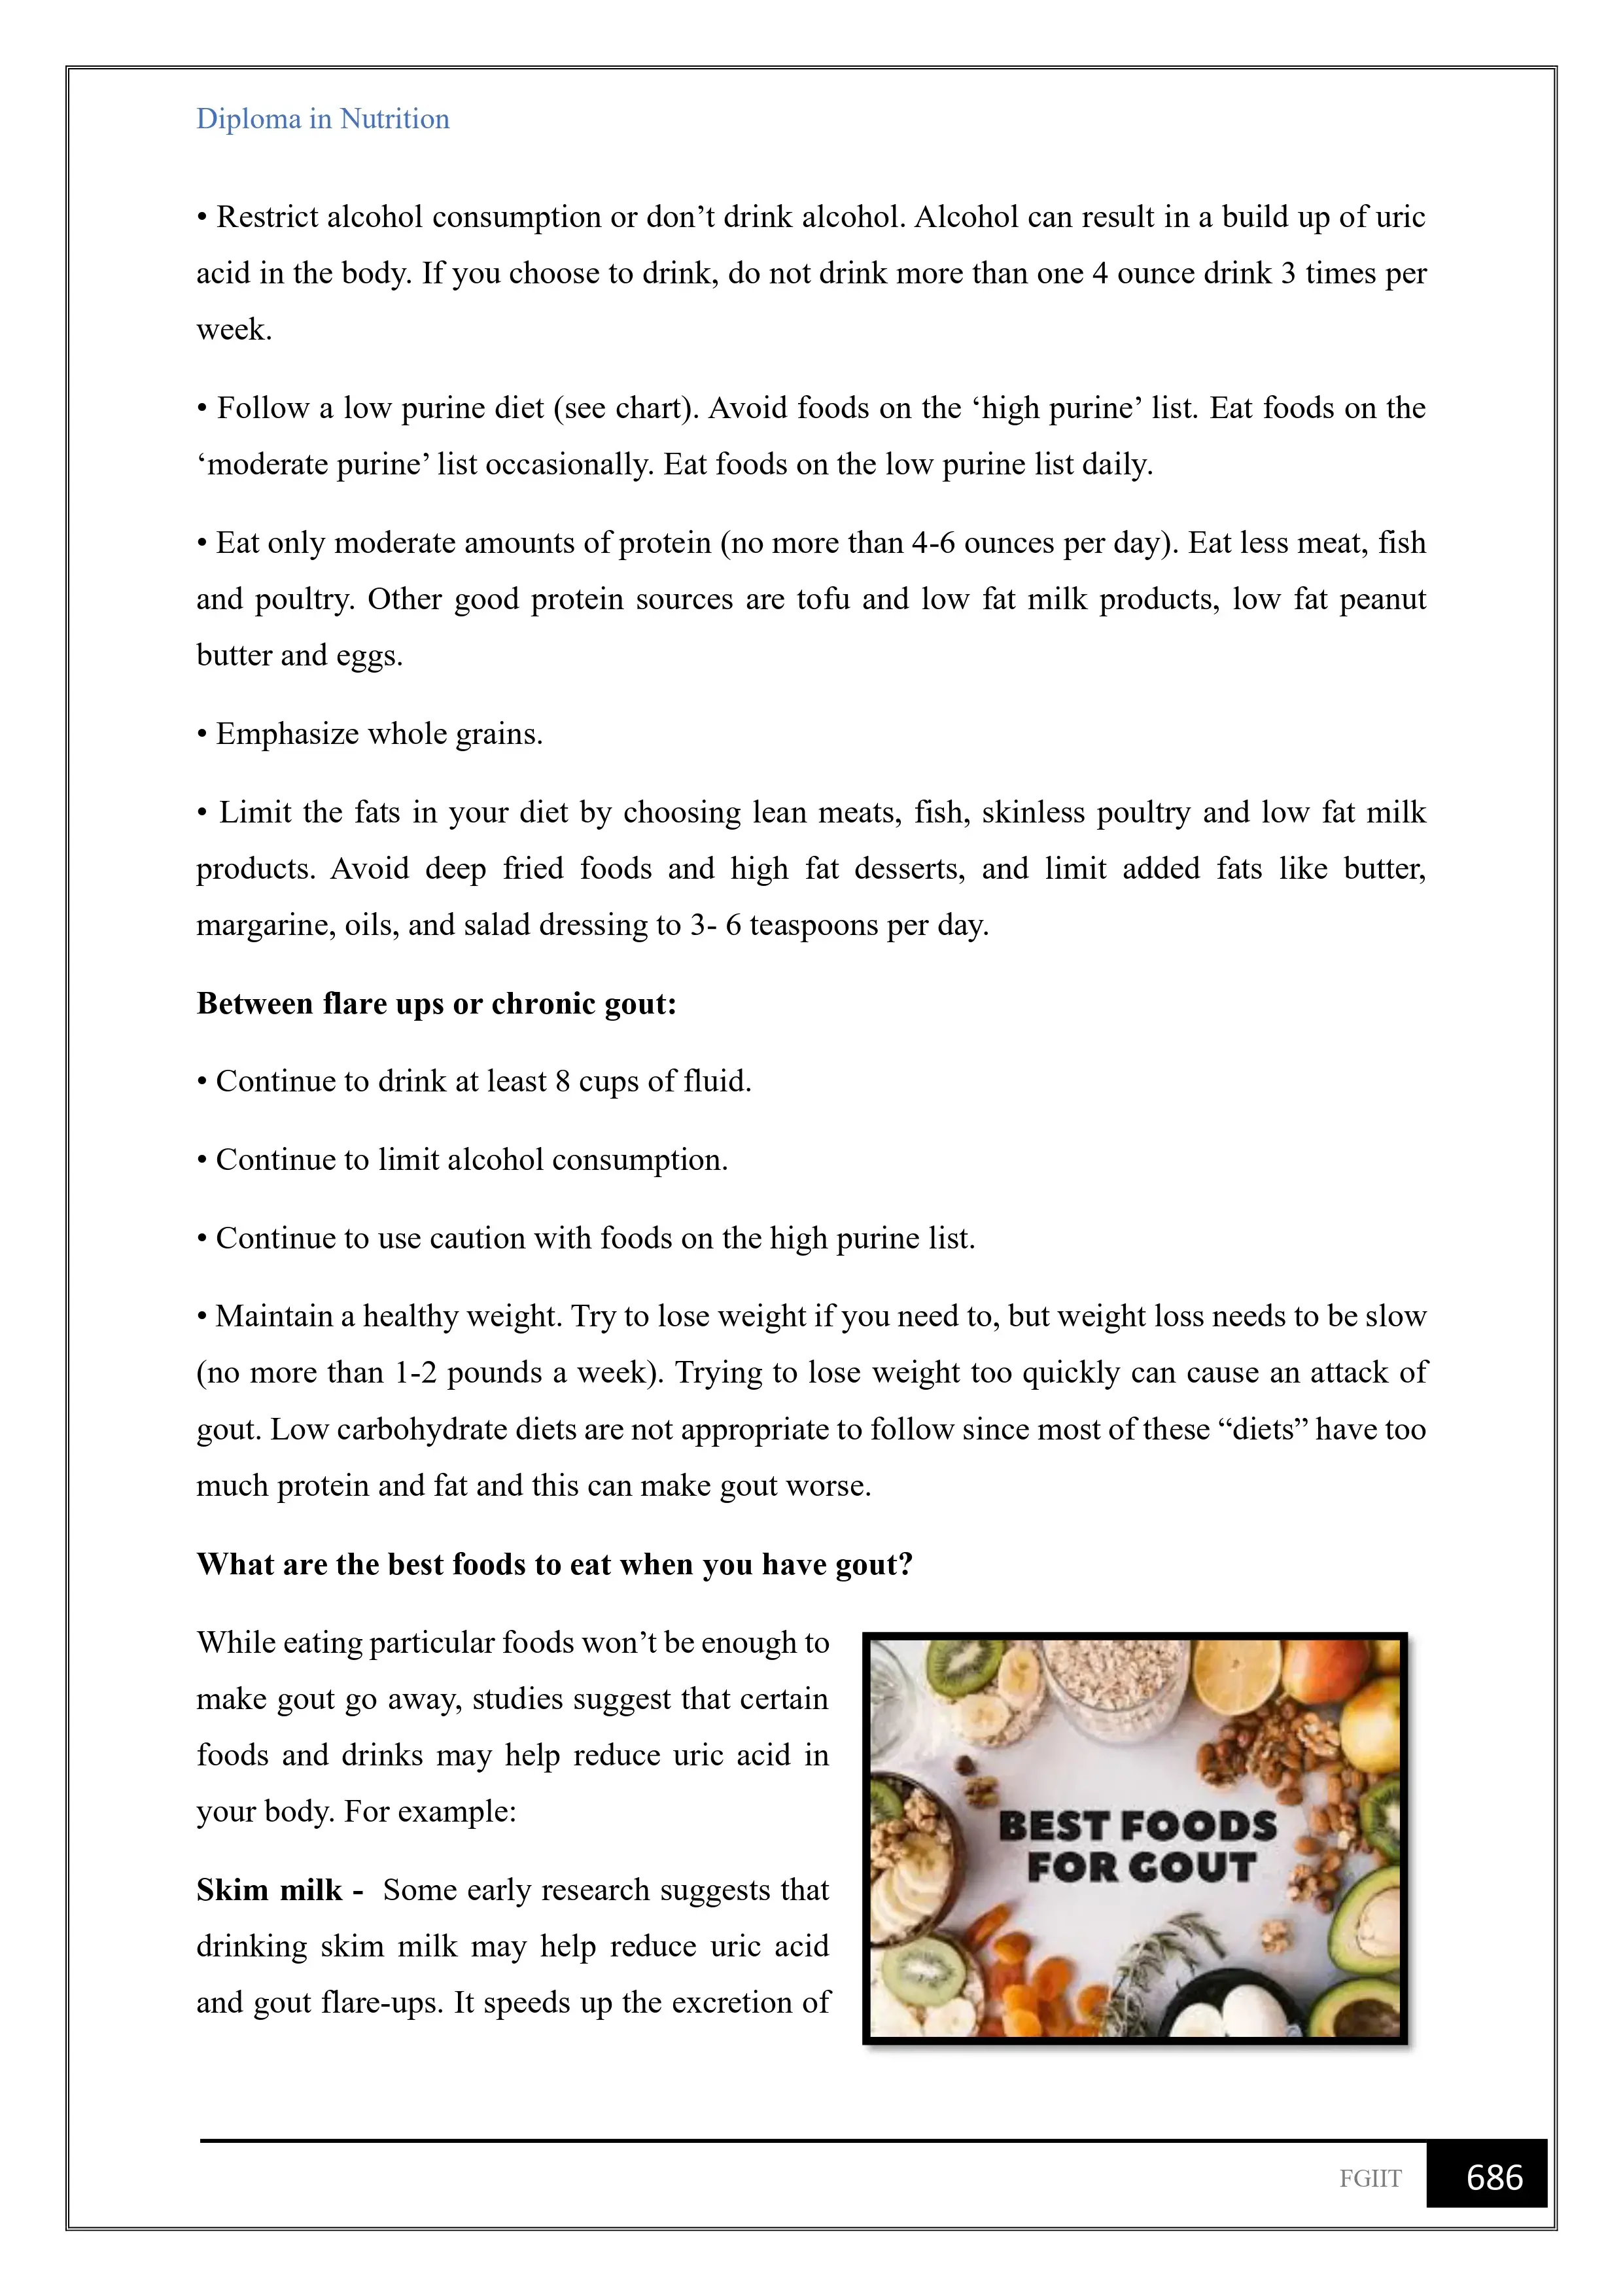 Diploma in Nutrition
• Restrict alcohol consumption or don’t drink alcohol. Alcohol can result in a build up of uric
acid in the body. If you choose to drink, do not drink more than one 4 ounce drink 3 times per
week.
• Follow a low purine diet (see chart). Avoid foods on the ‘high purine’ list. Eat foods on the
‘moderate purine’ list occasionally. Eat foods on the low purine list daily.
• Eat only moderate amounts of protein (no more than 4-6 ounces per day). Eat less meat, fish
and poultry. Other good protein sources are tofu and low fat milk products, low fat peanut
butter and eggs.
• Emphasize whole grains.
• Limit the fats in your diet by choosing lean meats, fish, skinless poultry and low fat milk
products. Avoid deep fried foods and high fat desserts, and limit added fats like butter,
margarine, oils, and salad dressing to 3- 6 teaspoons per day.
Between flare ups or chronic gout:
• Continue to drink at least 8 cups of fluid.
• Continue to limit alcohol consumption.
• Continue to use caution with foods on the high purine list.
• Maintain a healthy weight. Try to lose weight if you need to, but weight loss needs to be slow
(no more than 1-2 pounds a week). Trying to lose weight too quickly can cause an attack of
gout. Low carbohydrate diets are not appropriate to follow since most of these “diets” have too
much protein and fat and this can make gout worse.
What are the best foods to eat when you have gout?
While eating particular foods won’t be enough to
make gout go away, studies suggest that certain
foods and drinks may help reduce uric acid in
your body. For example:
Skim milk - Some early research suggests that
drinking skim milk may help reduce uric acid
and gout flare-ups. It speeds up the excretion of
BEST FOODS
FOR GOUT
FGIIT 686